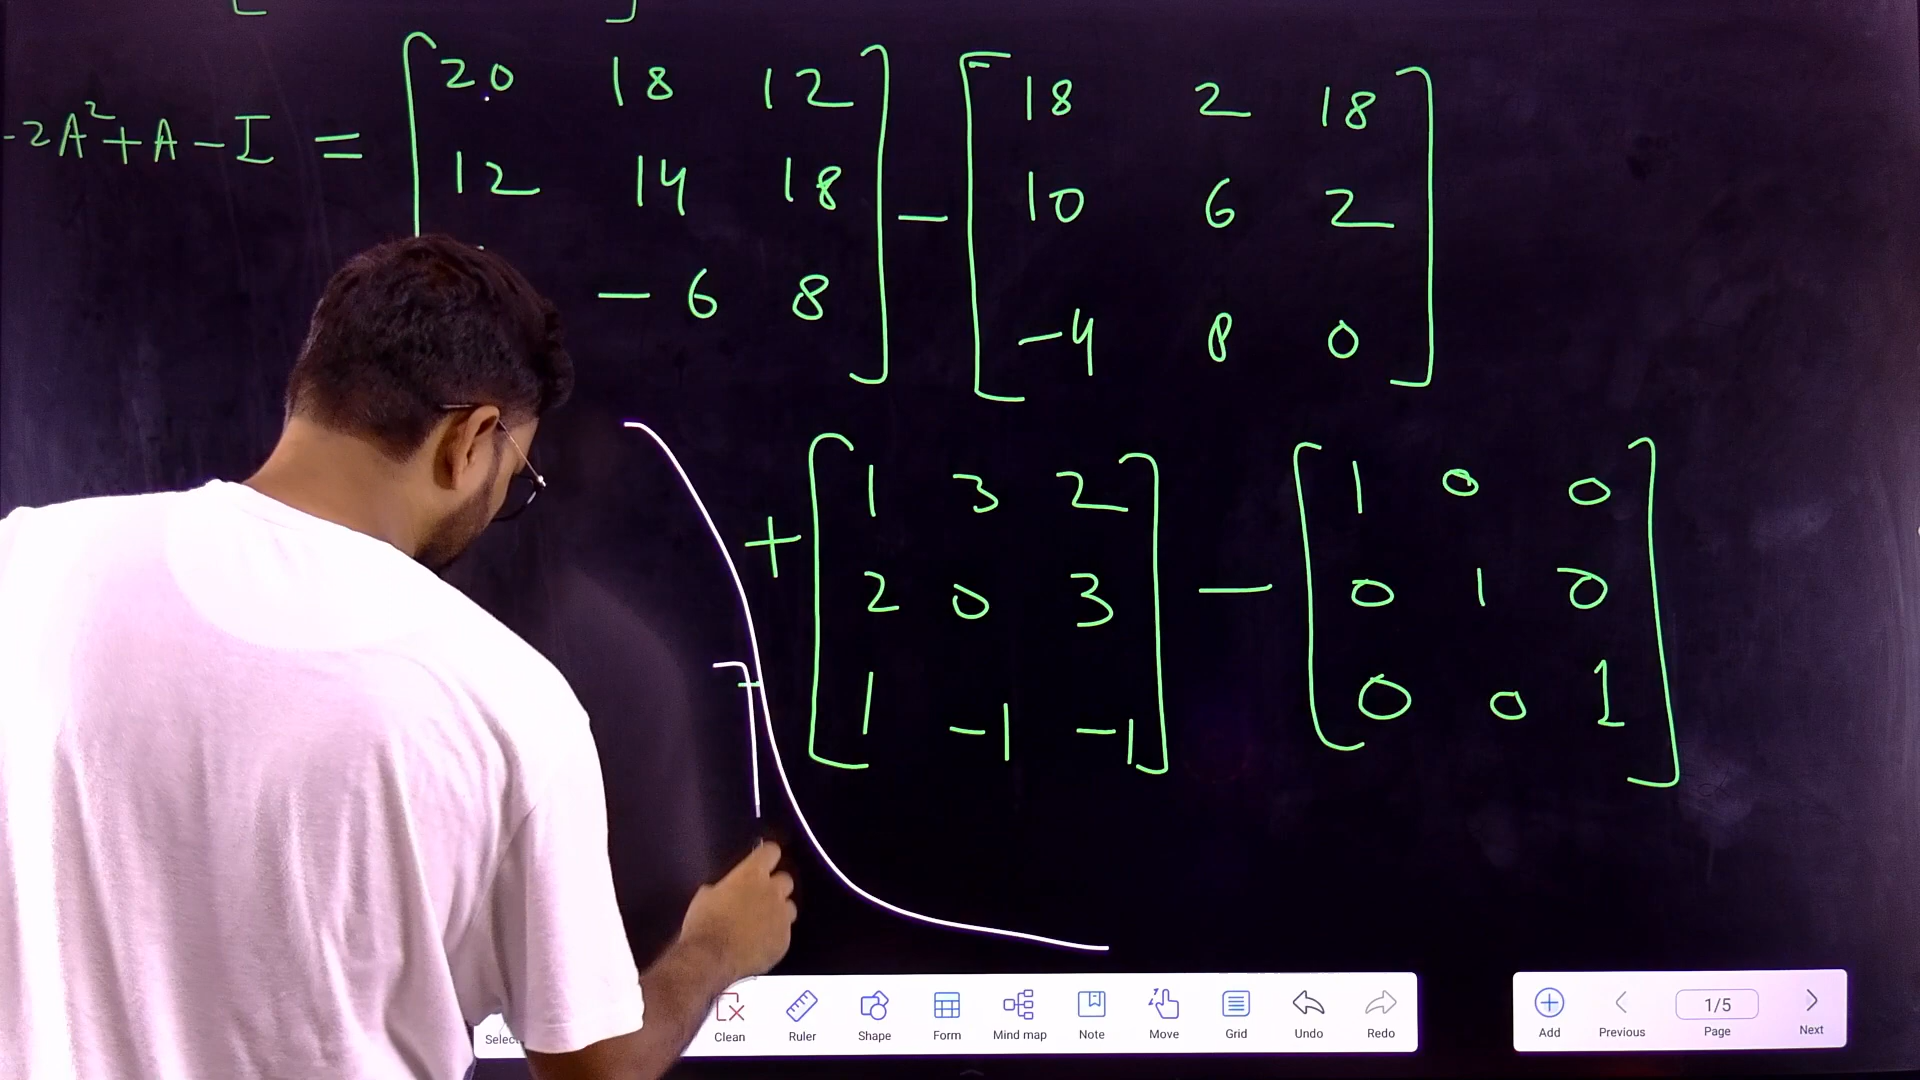 -2A²+A-I = [20 18 12] - [18 2 18]
12 14 18 10 6 2
-6 8 -4 8 0
+ [1 3 2] - [1 0 0]
2 0 3 0 1 0
1 -1 -1 0 0 1
Clean Ruler Shape Form Mind map Note Move Grid Undo Redo
Add Previous 1/5 Page Next